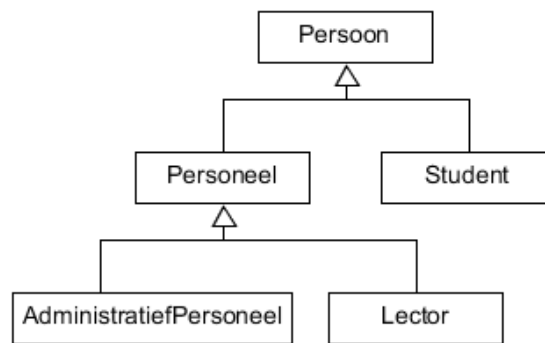 Persoon
Personeel
Student
AdministratiefPersoneel
Lector